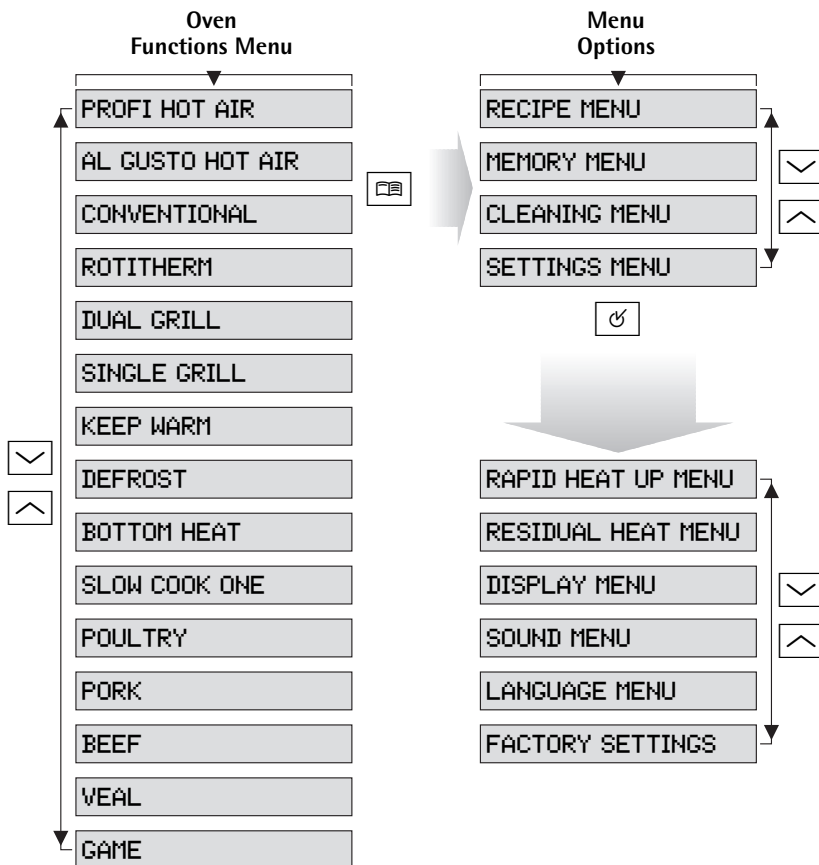 Oven
Functions Menu
PROFI HOT AIR
AL GUSTO HOT AIR
CONVENTIONAL
ROTITHERM
DUAL GRILL
SINGLE GRILL
KEEP WARM
DEFROST
BOTTOM HEAT
SLOW COOK ONE
POULTRY
PORK
BEEF
VEAL
GAME
Menu
Options
RECIPE MENU
MEMORY MENU
CLEANING MENU
SETTINGS MENU
RAPID HEAT UP MENU
RESIDUAL HEAT MENU
DISPLAY MENU
SOUND MENU
LANGUAGE MENU
FACTORY SETTINGS